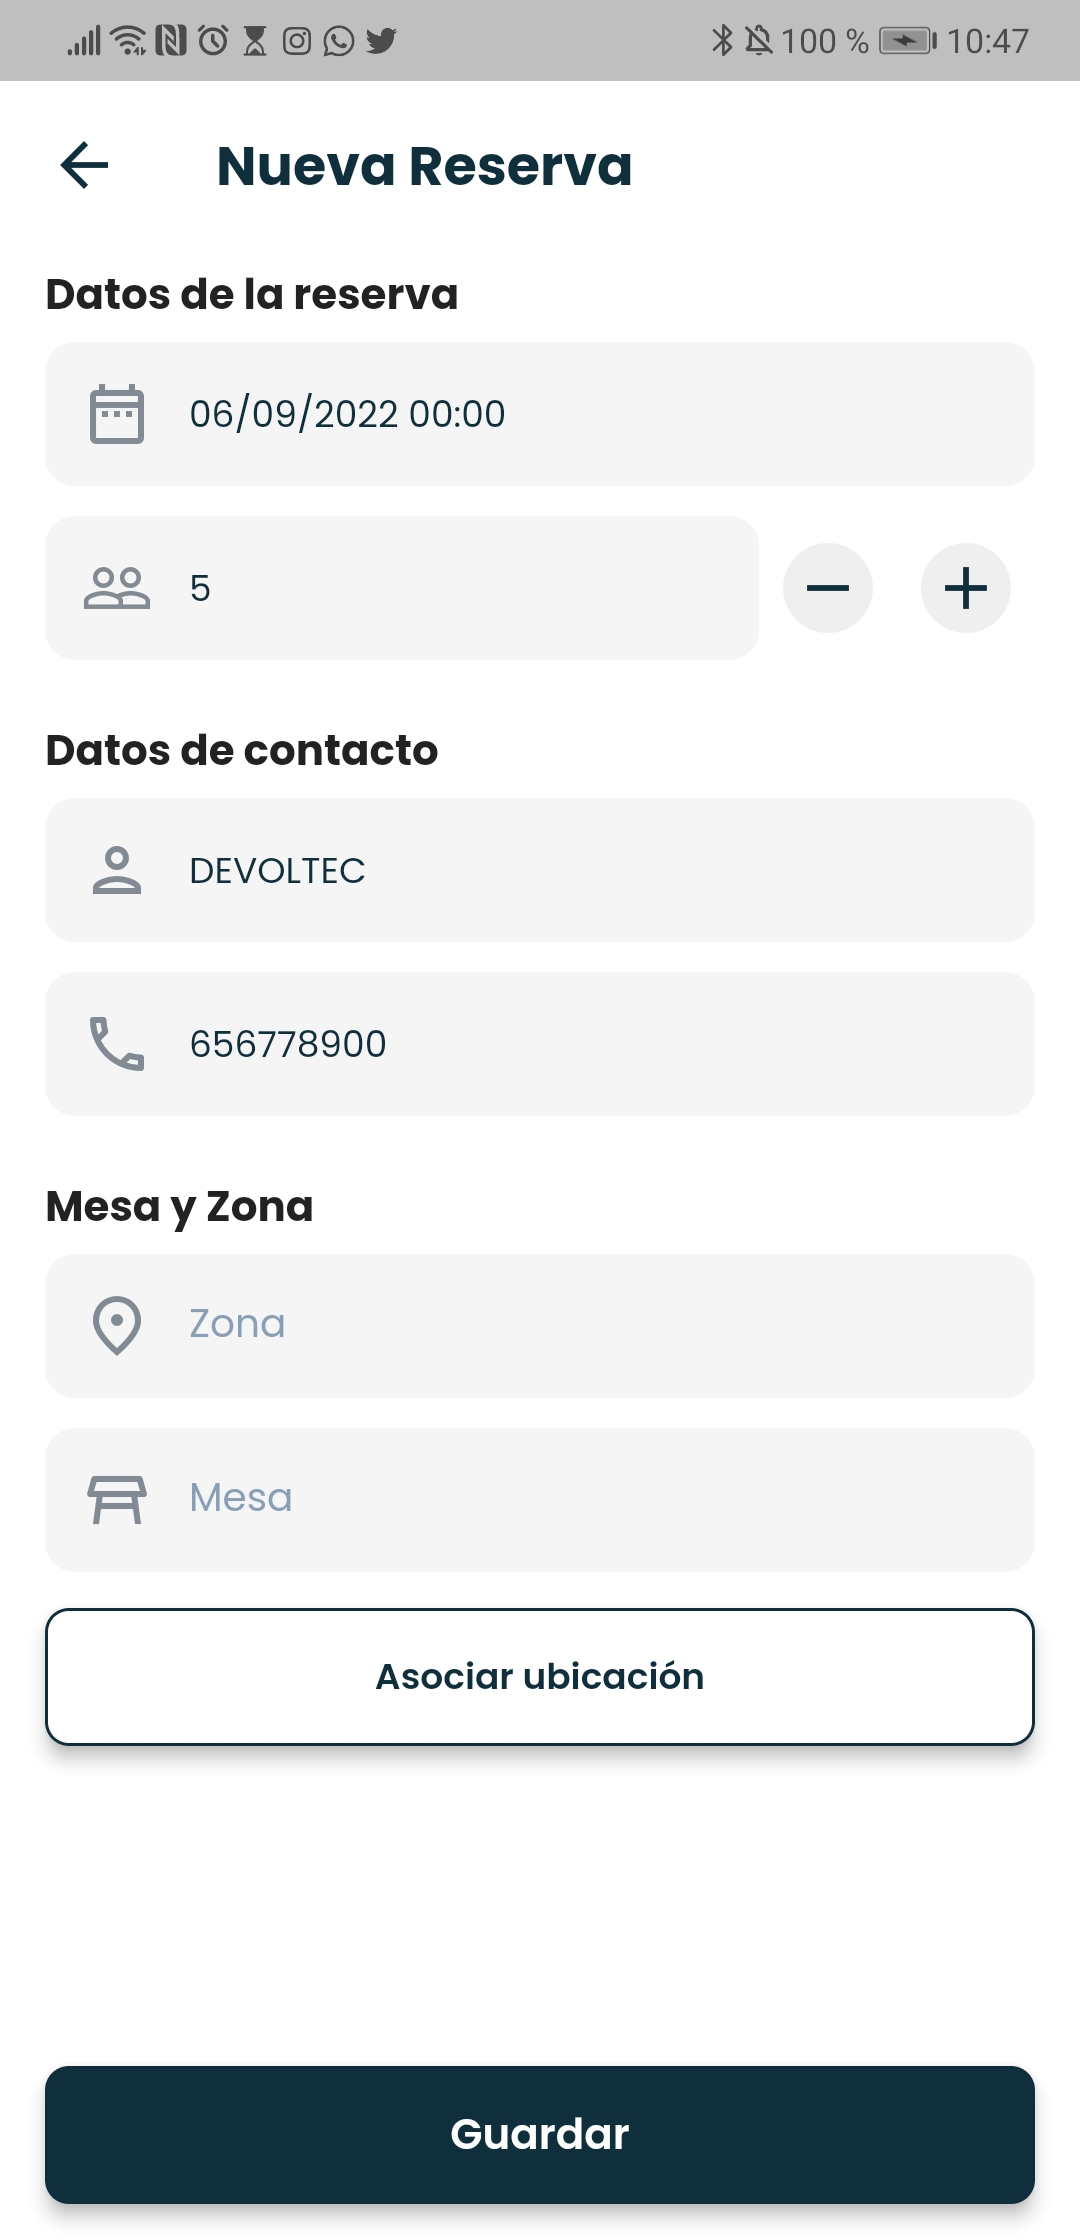 100 % 10:47
Nueva Reserva
Datos de la reserva
06/09/2022 00:00
5
Datos de contacto
DEVOLTEC
656778900
Mesa y Zona
Zona
Mesa
Asociar ubicación
Guardar